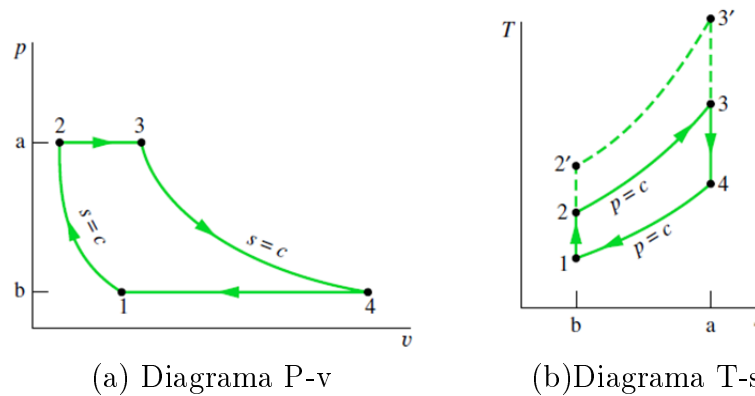 p
2
3
a
s = c
s = c
b
1
4
v
(a) Diagrama P-v
T
3′
3
2′
2
p = c
4
1
p = c
b
a
(b)Diagrama T-s